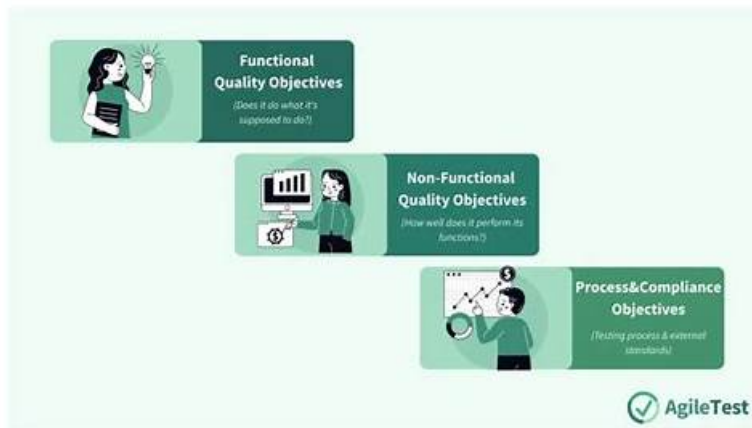 Functional
Quality Objectives
(Does it do what it's
supposed to do?)
Non-Functional
Quality Objectives
(How well does it perform its
functions?)
Process&Compliance
Objectives
(Testing process & external
standards)
AgileTest